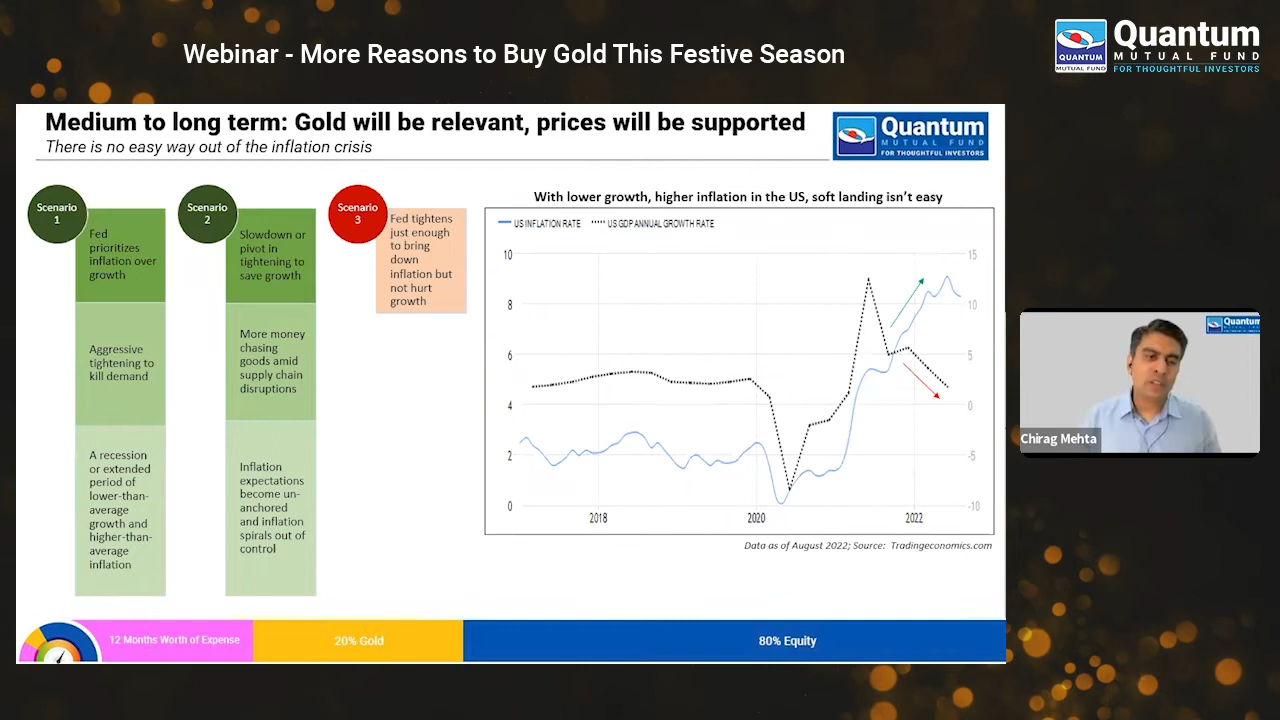 Webinar - More Reasons to Buy Gold This Festive Season
QUANTUM
MUTUAL FUND
Quantum
MUTUAL FUND
FOR THOUGHTFUL INVESTORS
Medium to long term: Gold will be relevant, prices will be supported
There is no easy way out of the inflation crisis
Quantum
MUTUAL FUND
FOR THOUGHTFUL INVESTORS
Scenario
1
Fed
prioritizes
inflation over
growth
Aggressive
tightening to
kill demand
A recession
or extended
period of
lower-than-
average
growth and
higher-than-
average
inflation
Scenario
2
Slowdown or
pivot in
tightening to
save growth
More money
chasing
goods amid
supply chain
disruptions
Inflation
expectations
become un-
anchored
and inflation
spirals out of
control
Scenario
3
Fed tightens
just enough
to bring
down
inflation but
not hurt
growth
With lower growth, higher inflation in the US, soft landing isn't easy
US INFLATION RATE
US GDP ANNUAL GROWTH RATE
10
8
6
4
2
0
15
10
5
0
-5
-10
2018
2020
2022
Data as of August 2022; Source: Tradingeconomics.com
Quantum
Chirag Mehta
12 Months Worth of Expense
20% Gold
80% Equity